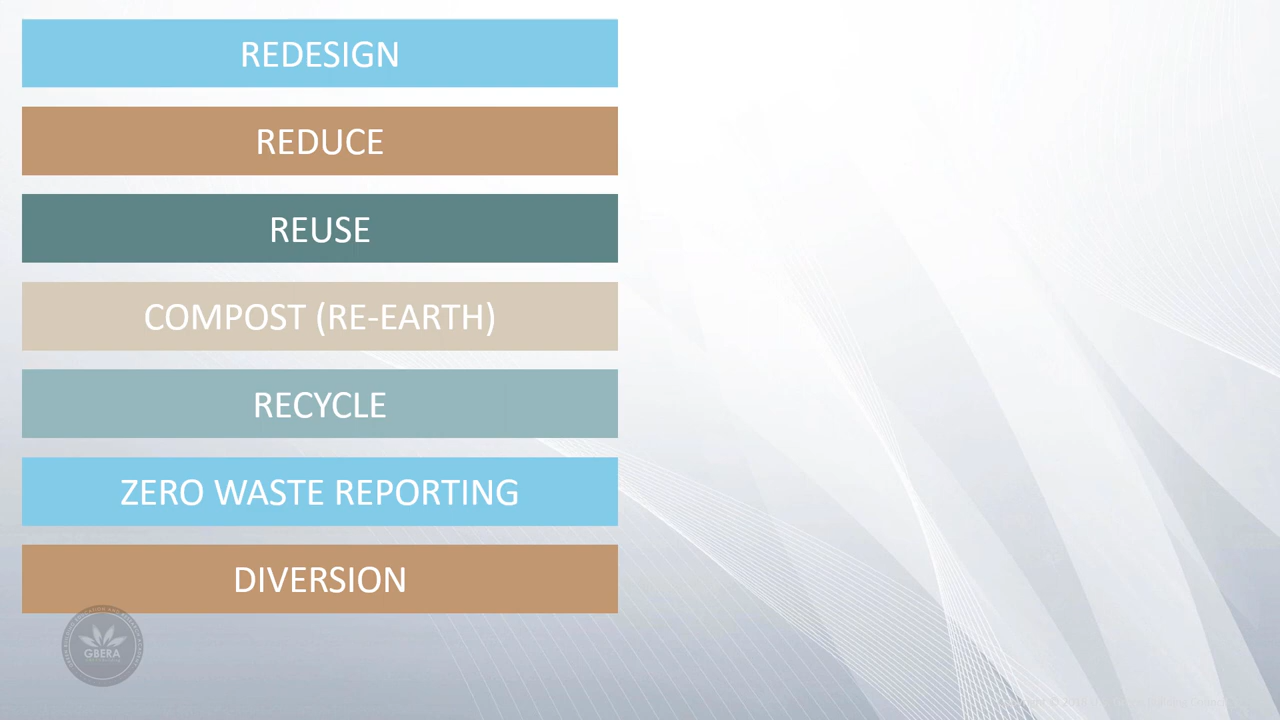 REDESIGN
REDUCE
REUSE
COMPOST (RE-EARTH)
RECYCLE
ZERO WASTE REPORTING
DIVERSION
GBERA